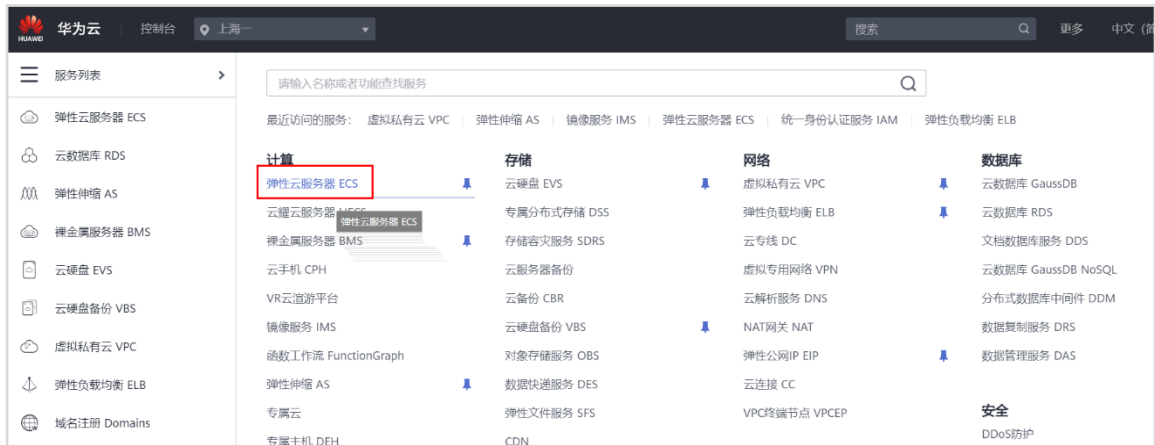 HUAWEI 华为云 控制台 上海一 搜索 更多 中文 (简
服务列表
弹性云服务器 ECS
云数据库 RDS
弹性伸缩 AS
裸金属服务器 BMS
云硬盘 EVS
云硬盘备份 VBS
虚拟私有云 VPC
弹性负载均衡 ELB
域名注册 Domains
请输入名称或者功能查找服务
最近访问的服务: 虚拟私有云 VPC 弹性伸缩 AS 镜像服务 IMS 弹性云服务器 ECS 统一身份认证服务 IAM 弹性负载均衡 ELB
计算
弹性云服务器 ECS
云耀云服务器 HECS
弹性云服务器 ECS
裸金属服务器 BMS
云手机 CPH
VR云渲游平台
镜像服务 IMS
函数工作流 FunctionGraph
弹性伸缩 AS
专属云
专属主机 DEH
存储
云硬盘 EVS
专属分布式存储 DSS
存储容灾服务 SDRS
云服务器备份
云备份 CBR
云硬盘备份 VBS
对象存储服务 OBS
数据快递服务 DES
弹性文件服务 SFS
CDN
网络
虚拟私有云 VPC
弹性负载均衡 ELB
云专线 DC
虚拟专用网络 VPN
云解析服务 DNS
NAT网关 NAT
弹性公网IP EIP
云连接 CC
VPC终端节点 VPCEP
数据库
云数据库 GaussDB
云数据库 RDS
文档数据库服务 DDS
云数据库 GaussDB NoSQL
分布式数据库中间件 DDM
数据复制服务 DRS
数据管理服务 DAS
安全
DDoS防护